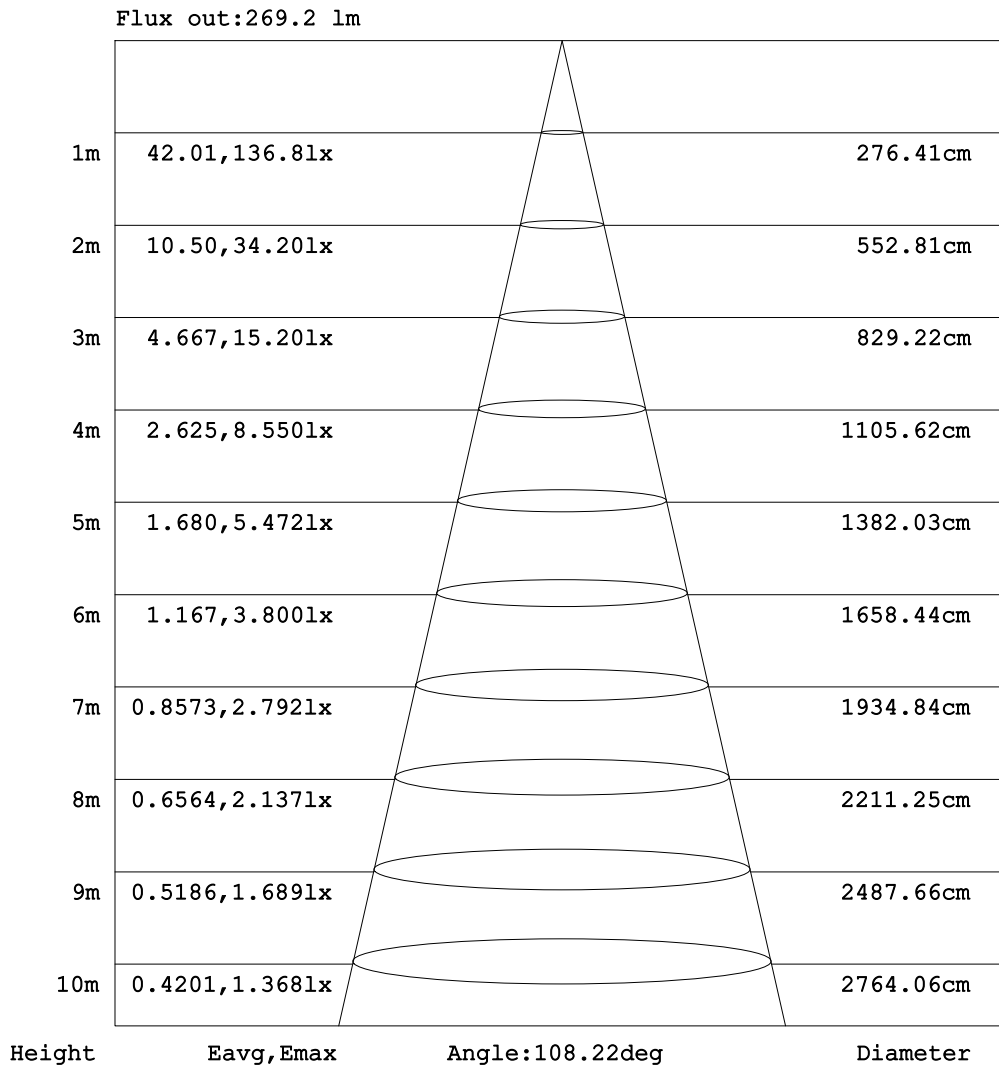 Flux out:269.2 lm
1m 42.01,136.8lx 276.41cm
2m 10.50,34.20lx 552.81cm
3m 4.667,15.20lx 829.22cm
4m 2.625,8.550lx 1105.62cm
5m 1.680,5.472lx 1382.03cm
6m 1.167,3.800lx 1658.44cm
7m 0.8573,2.792lx 1934.84cm
8m 0.6564,2.137lx 2211.25cm
9m 0.5186,1.689lx 2487.66cm
10m 0.4201,1.368lx 2764.06cm
Height Eavg,Emax Angle:108.22deg Diameter